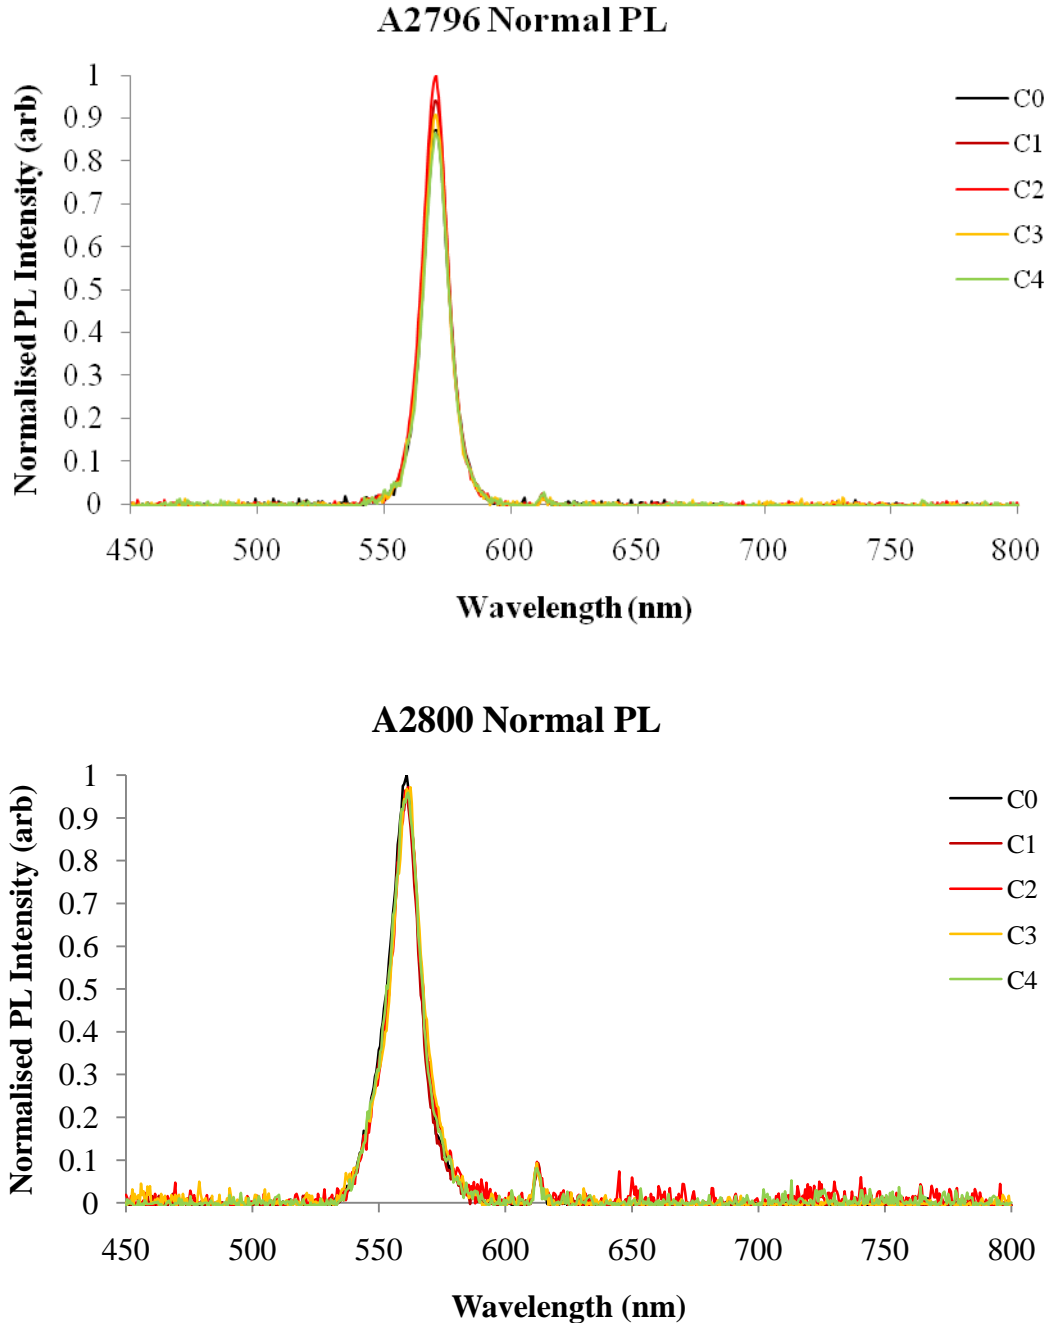 A2796 Normal PL
Normalised PL Intensity (arb)
1
0.9
0.8
0.7
0.6
0.5
0.4
0.3
0.2
0.1
0
450 500 550 600 650 700 750 800
Wavelength (nm)
C0
C1
C2
C3
C4
A2800 Normal PL
Normalised PL Intensity (arb)
1
0.9
0.8
0.7
0.6
0.5
0.4
0.3
0.2
0.1
0
450 500 550 600 650 700 750 800
Wavelength (nm)
C0
C1
C2
C3
C4